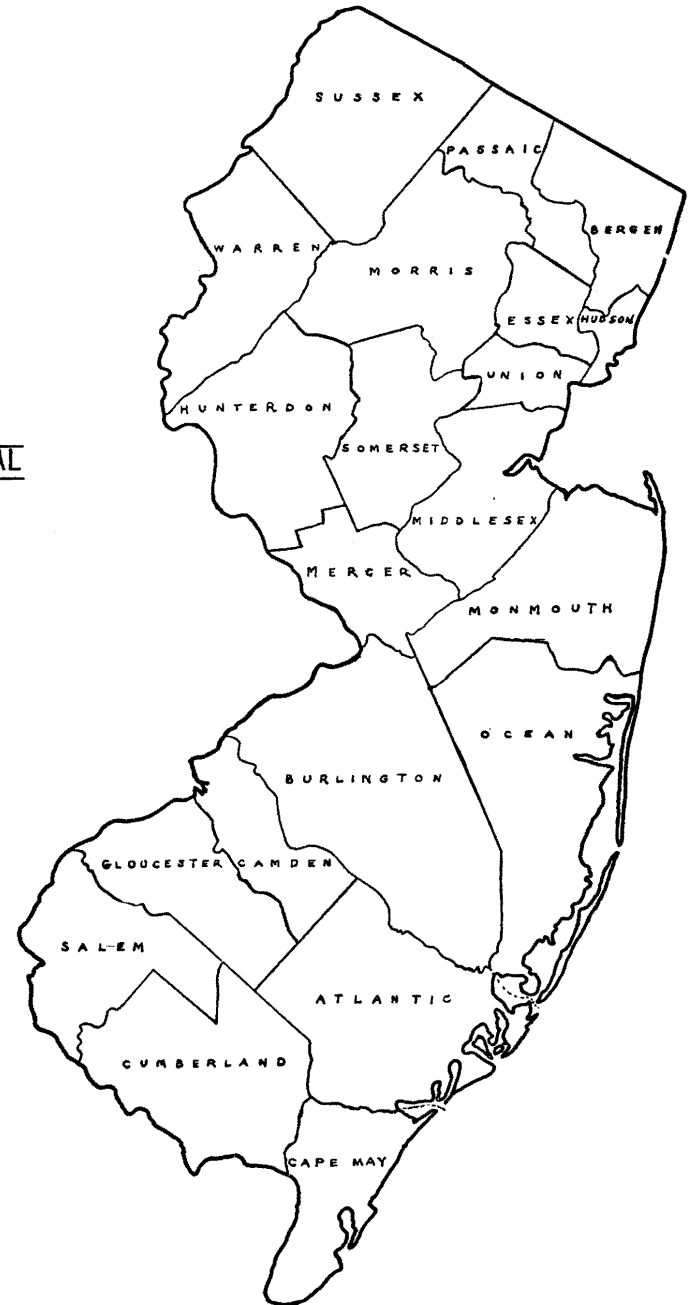 SUSSEX
PASSAIC
BERGEN
WARREN
MORRIS
ESSEX
HUDSON
UNION
HUNTERDON
SOMERSET
AL
MIDDLESEX
MERCER
MONMOUTH
OCEAN
BURLINGTON
GLOUCESTER
CAMDEN
SALEM
ATLANTIC
CUMBERLAND
CAPE MAY